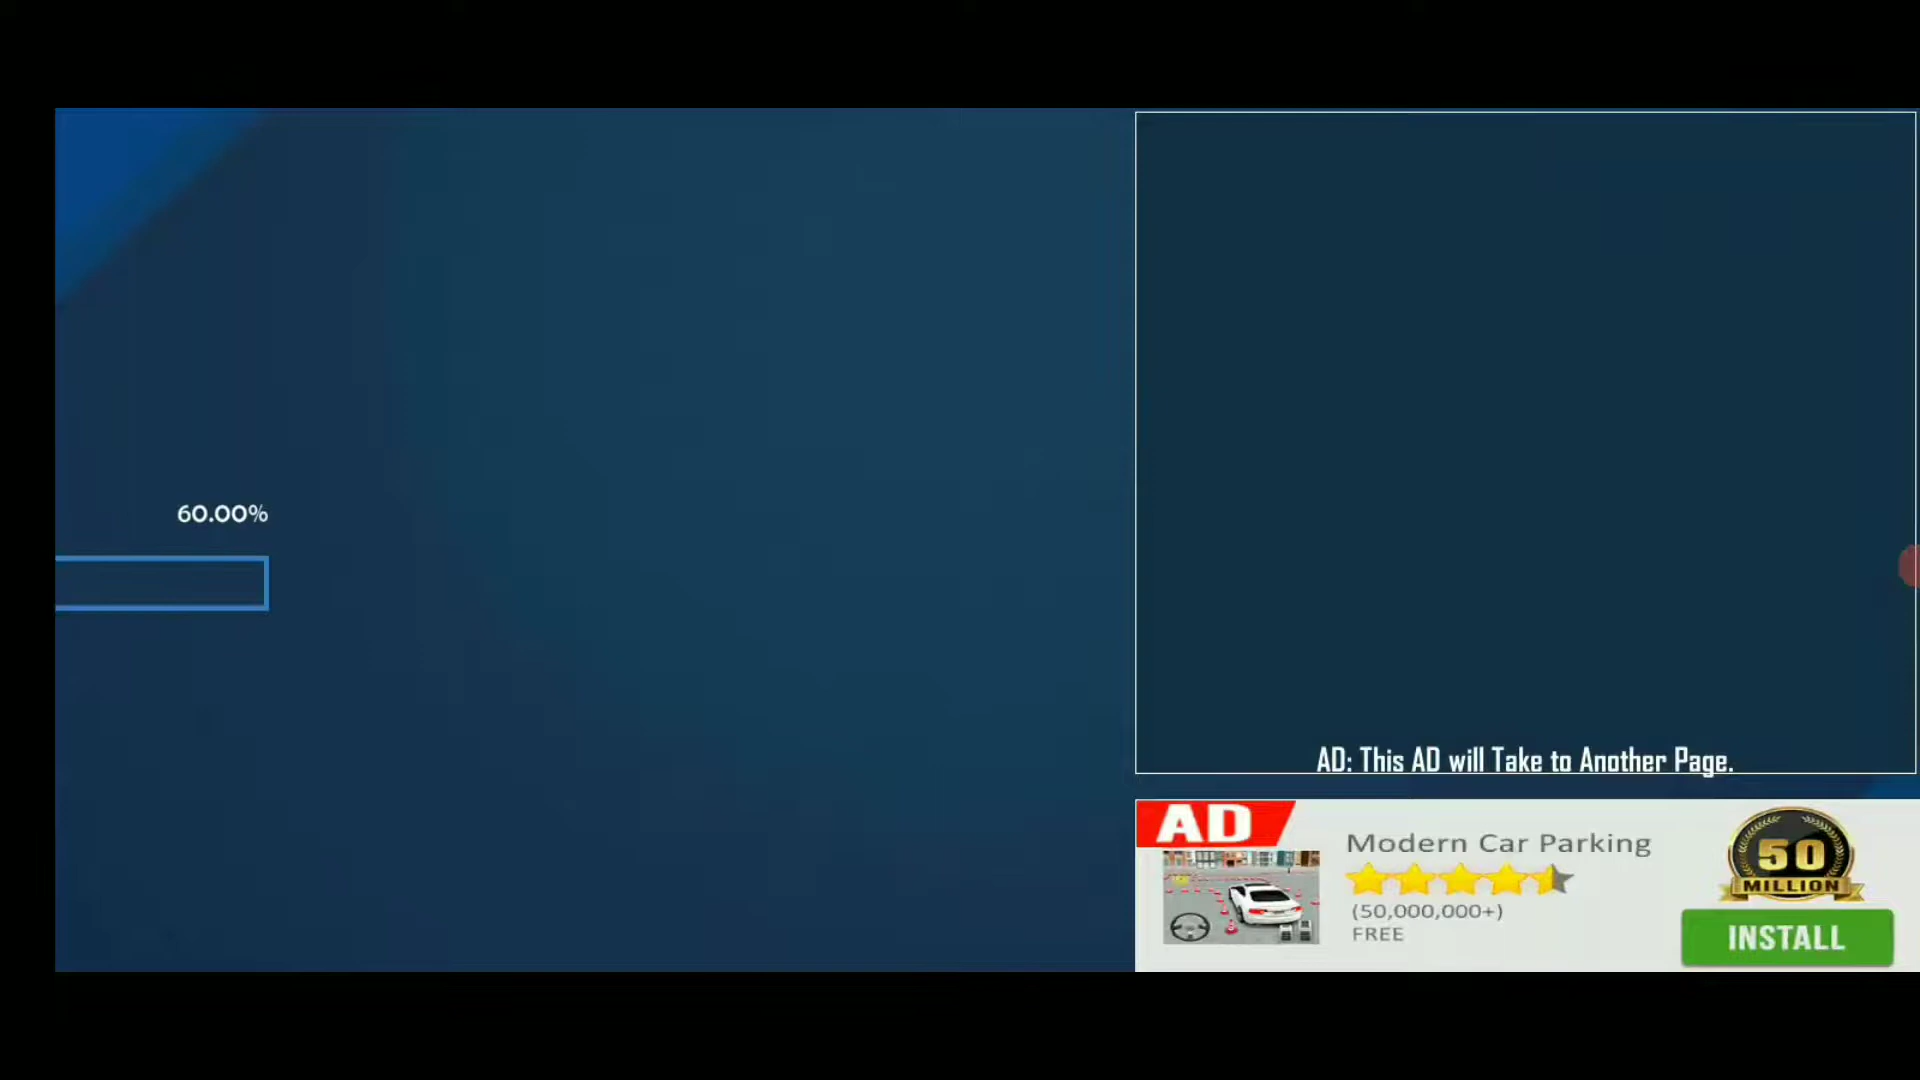 60.00%
AD: This AD will Take to Another Page.
AD
Modern Car Parking
(50,000,000+)
FREE
50
MILLION
INSTALL